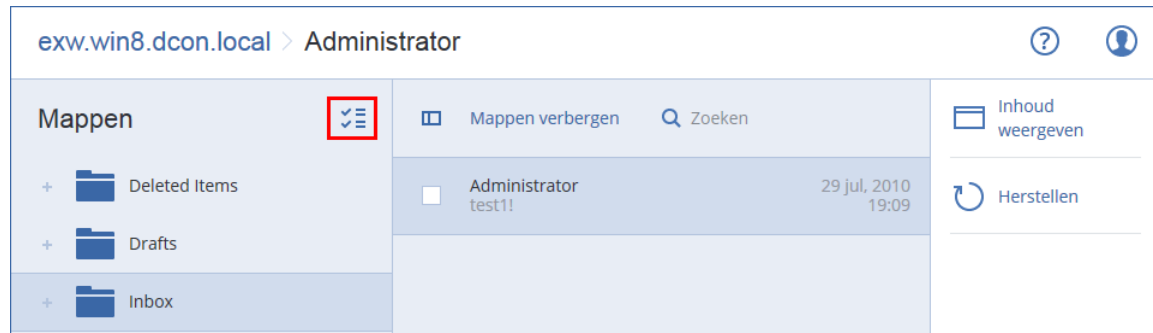 exw.win8.dcon.local > Administrator
?
Mappen
Mappen verbergen
Zoeken
Inhoud
weergeven
+ Deleted Items
Administrator
29 jul, 2010
test1!
19:09
Herstellen
+ Drafts
+ Inbox